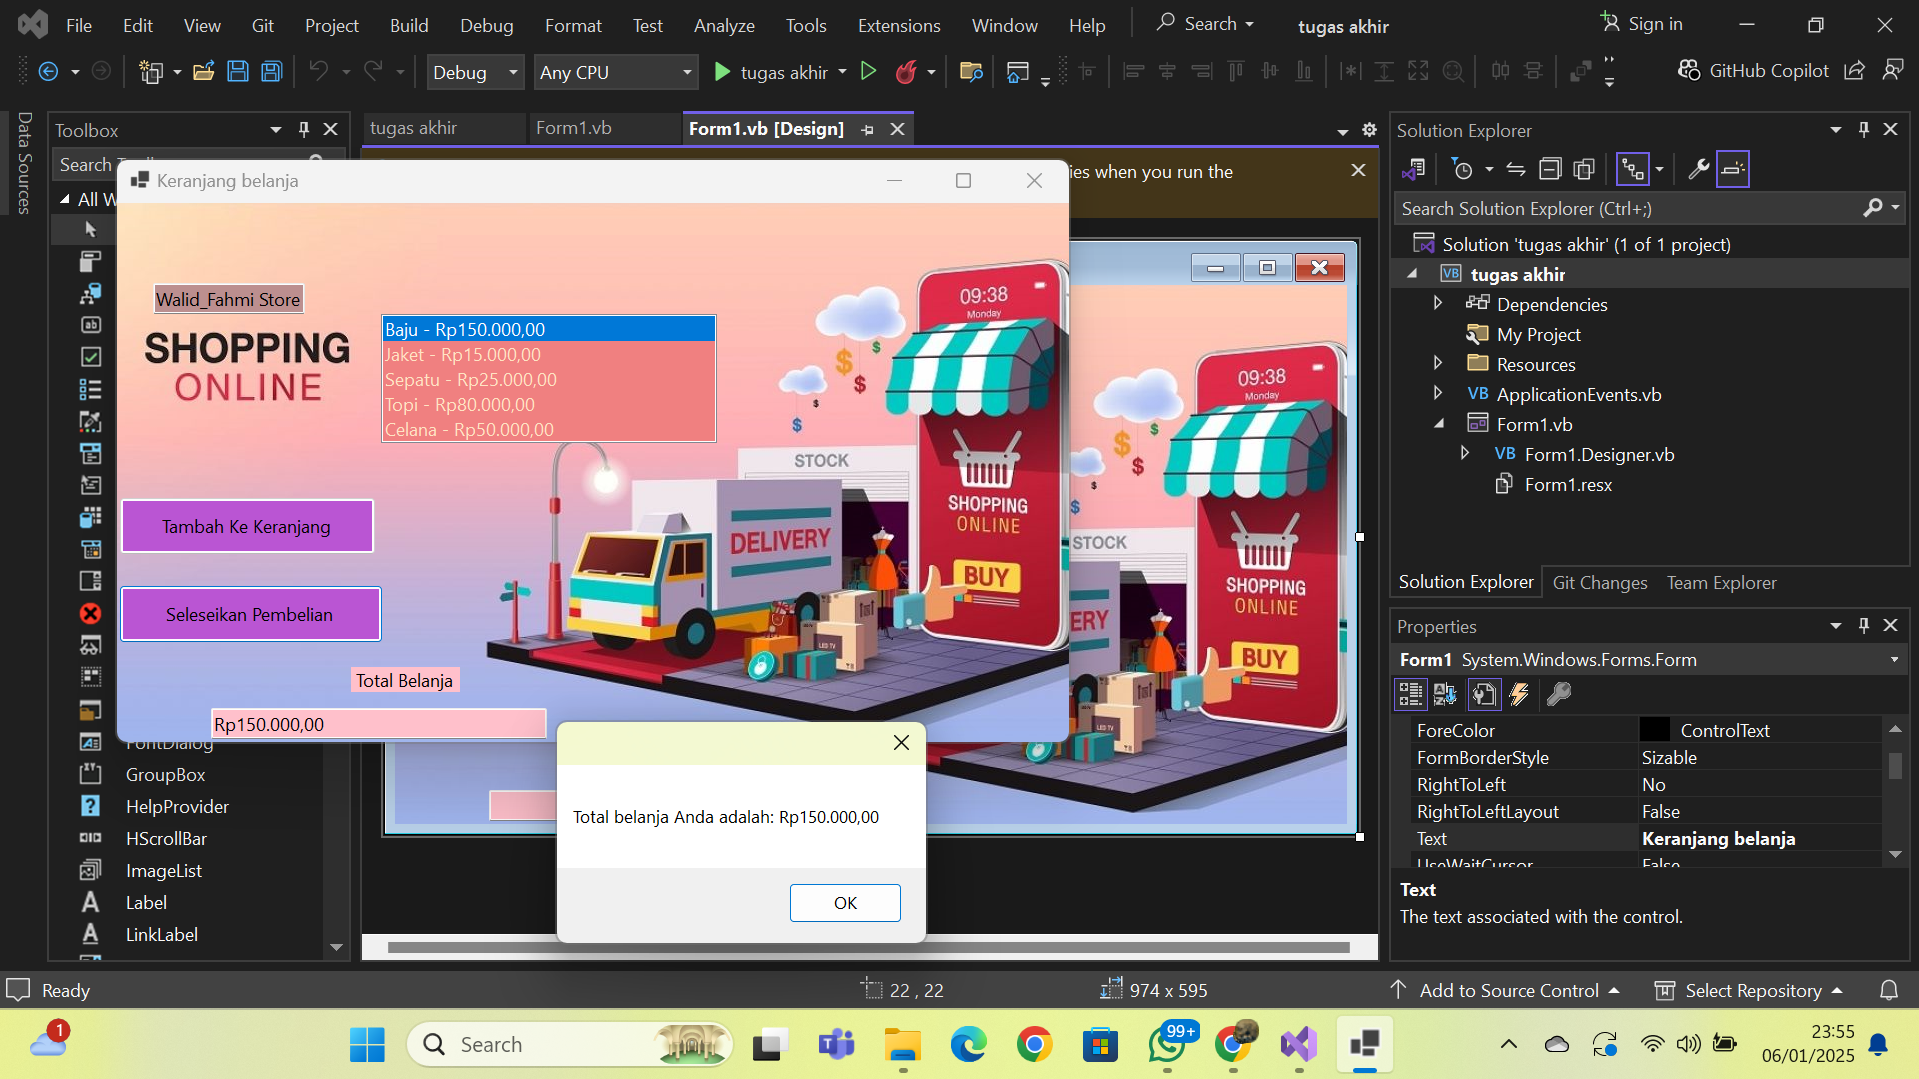 File Edit View Git Project Build Debug Format Test Analyze Tools Extensions Window Help Search tugas akhir Sign in
Debug Any CPU tugas akhir GitHub Copilot
Data Sources
Toolbox
Search
All W
FontDialog
GroupBox
HelpProvider
HScrollBar
ImageList
Label
LinkLabel
tugas akhir Form1.vb Form1.vb [Design]
ies when you run the
Keranjang belanja
Walid_Fahmi Store
SHOPPING
ONLINE
Baju - Rp150.000,00
Jaket - Rp15.000,00
Sepatu - Rp25.000,00
Topi - Rp80.000,00
Celana - Rp50.000,00
Tambah Ke Keranjang
Seleseikan Pembelian
Total Belanja
Rp150.000,00
09:38
Monday
STOCK
SHOPPING
ONLINE
DELIVERY
BUY
LED TV
09:38
Monday
STOCK
SHOPPING
ONLINE
ERY
BUY
LED TV
Total belanja Anda adalah: Rp150.000,00
OK
Solution Explorer
Search Solution Explorer (Ctrl+;)
Solution 'tugas akhir' (1 of 1 project)
VB tugas akhir
Dependencies
My Project
Resources
VB ApplicationEvents.vb
Form1.vb
VB Form1.Designer.vb
Form1.resx
Solution Explorer Git Changes Team Explorer
Properties
Form1 System.Windows.Forms.Form
ForeColor ControlText
FormBorderStyle Sizable
RightToLeft No
RightToLeftLayout False
Text Keranjang belanja
UseWaitCursor False
Text
The text associated with the control.
Ready 22 , 22 974 x 595 Add to Source Control Select Repository
1 Search 99+ 23:55
06/01/2025